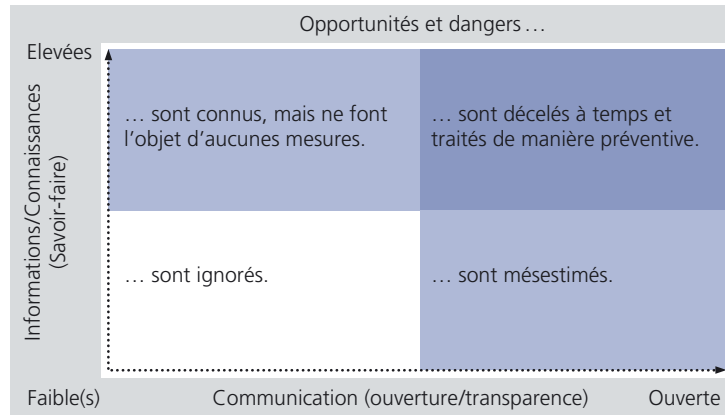 Opportunités et dangers …
Elevées
Informations/Connaissances
(Savoir-faire)
… sont connus, mais ne font
l'objet d'aucunes mesures.
… sont décelés à temps et
traités de manière préventive.
… sont ignorés.
… sont mésestimés.
Faible(s)
Communication (ouverture/transparence)
Ouverte